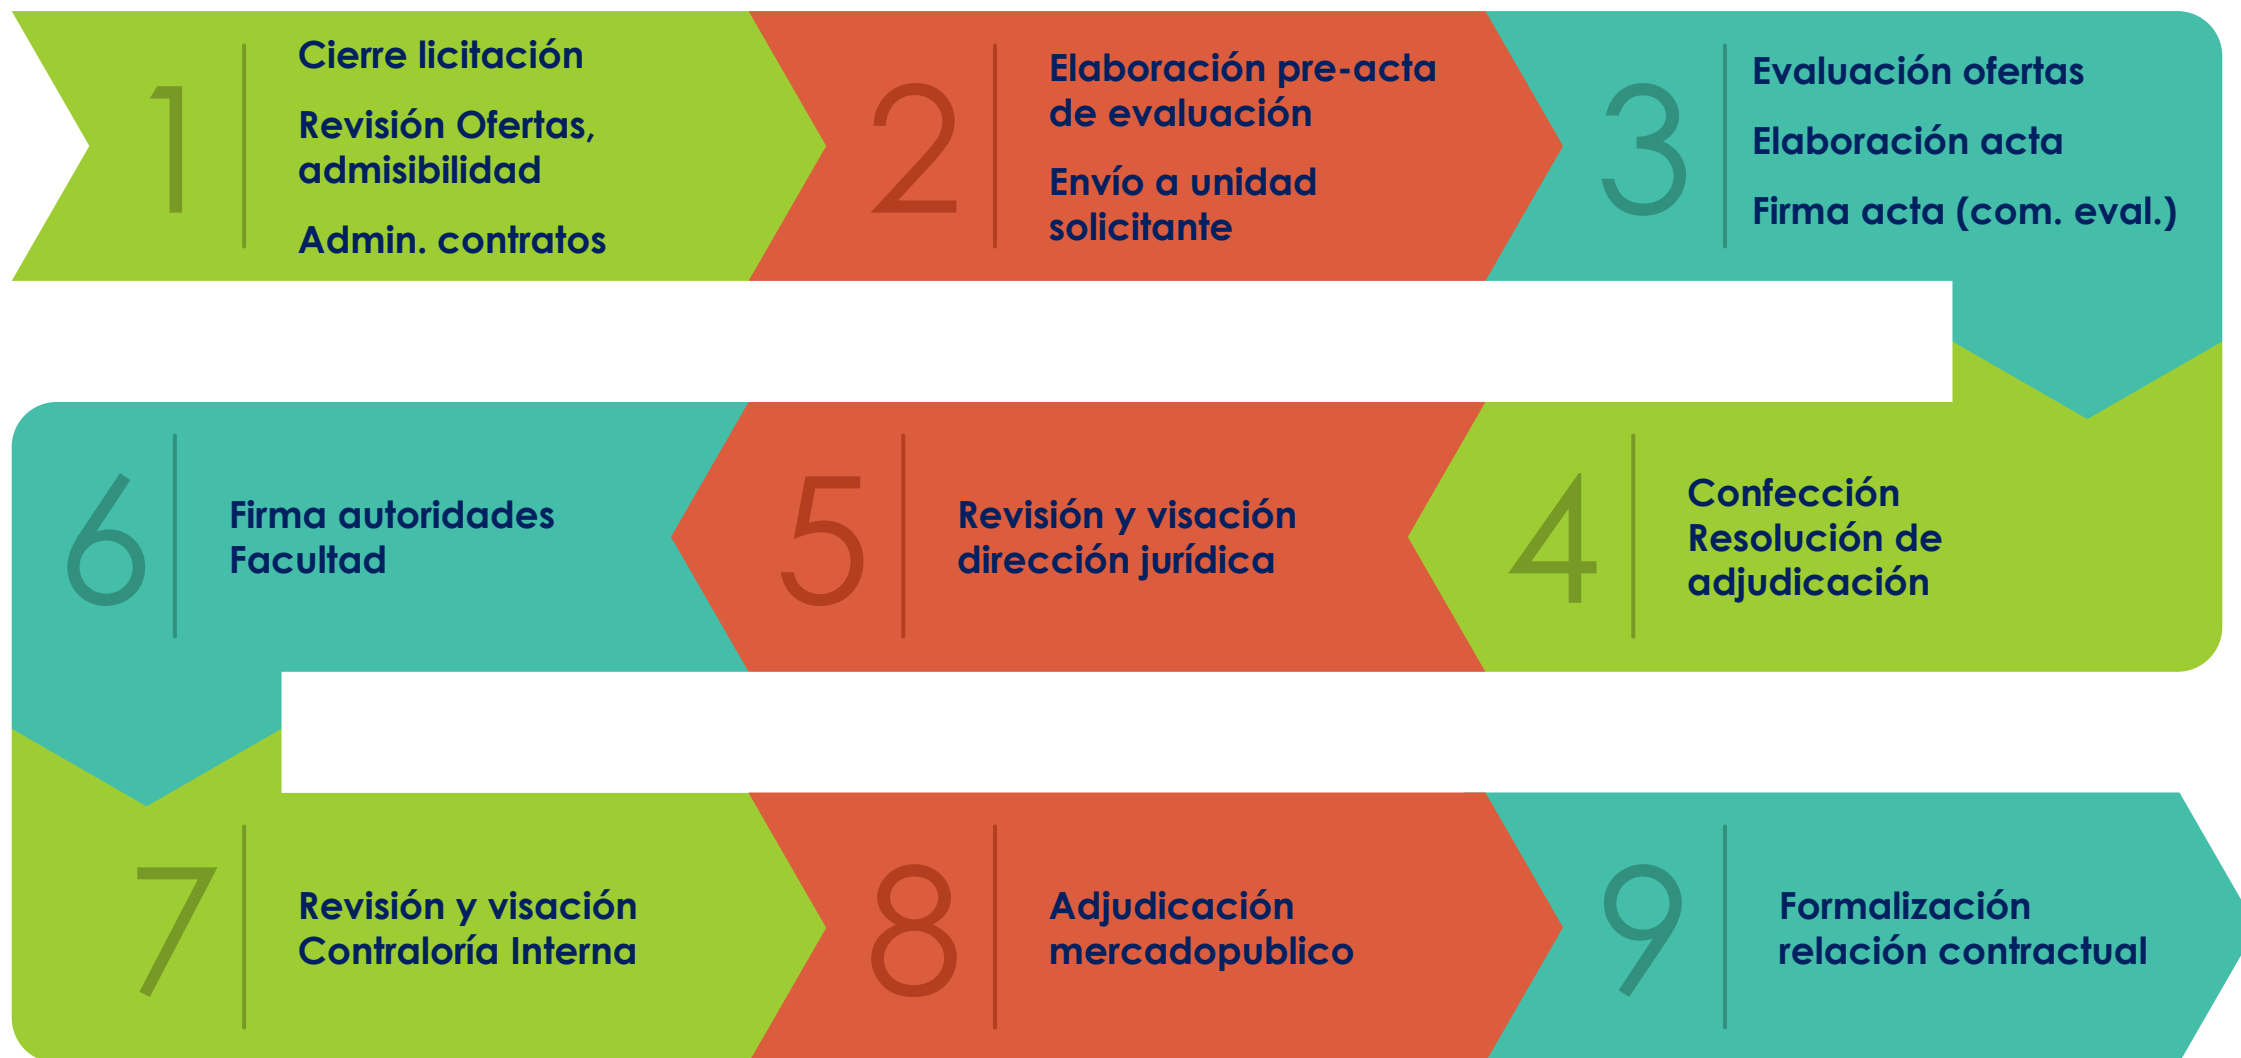 1
Cierre licitación
Revisión Ofertas,
admisibilidad
Admin. contratos
2
Elaboración pre-acta
de evaluación
Envío a unidad
solicitante
3
Evaluación ofertas
Elaboración acta
Firma acta (com. eval.)
4
Confección
Resolución de
adjudicación
5
Revisión y visación
dirección jurídica
6
Firma autoridades
Facultad
7
Revisión y visación
Contraloría Interna
8
Adjudicación
mercadopublico
9
Formalización
relación contractual